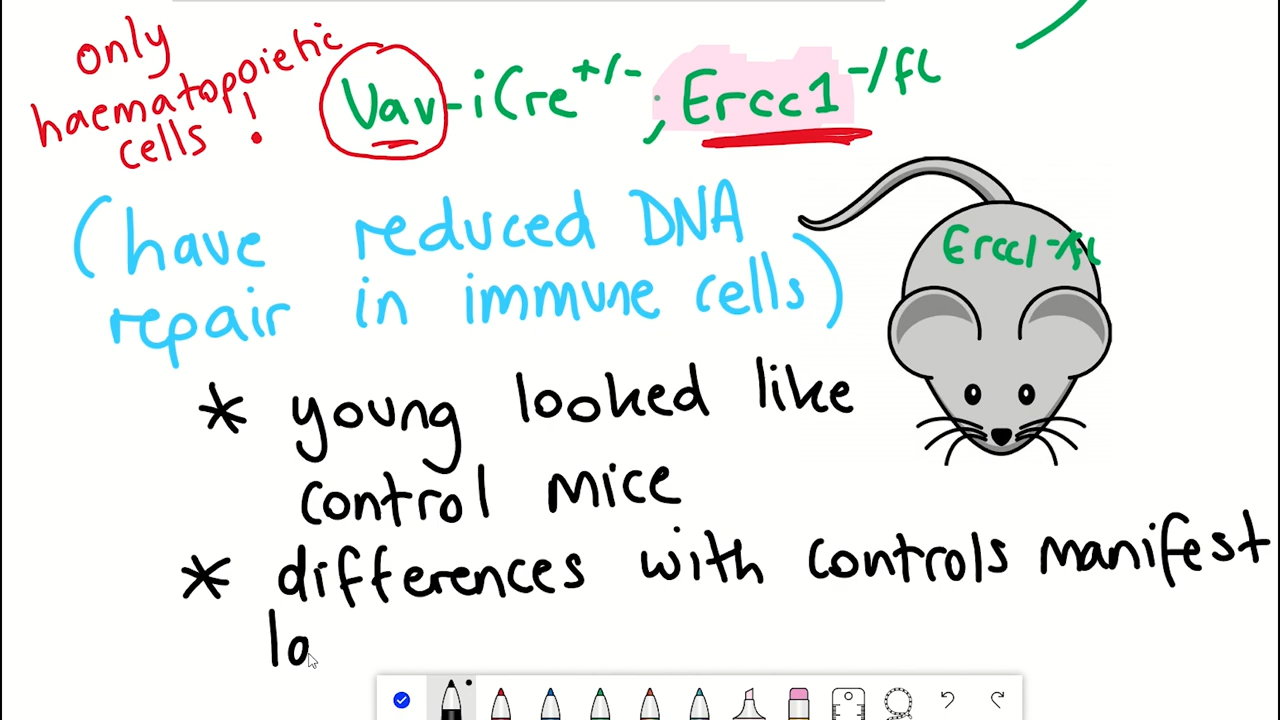 only
haematopoietic
cells !
Vav-iCre+/- ; Ercc1 -/fl
(have reduced DNA
repair in immune cells)
Ercc1-/fl
* young looked like
control mice
* differences with controls manifest
la